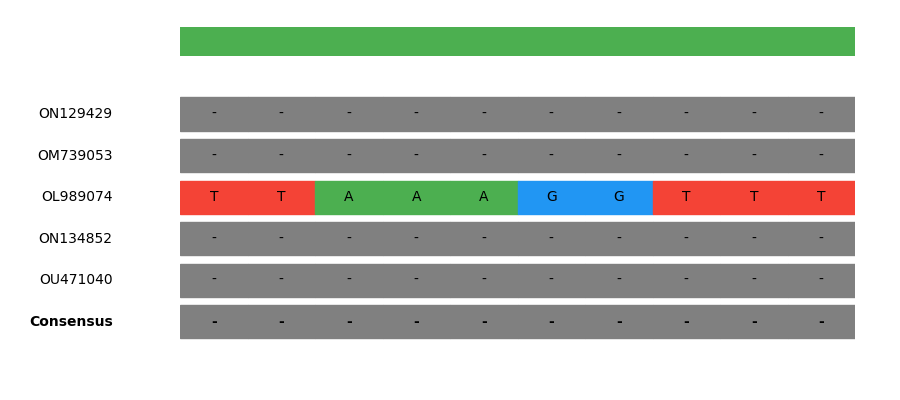 ON129429 - - - - - - - - - -
OM739053 - - - - - - - - - -
OL989074 T T A A A G G T T T
ON134852 - - - - - - - - - -
OU471040 - - - - - - - - - -
Consensus - - - - - - - - - -